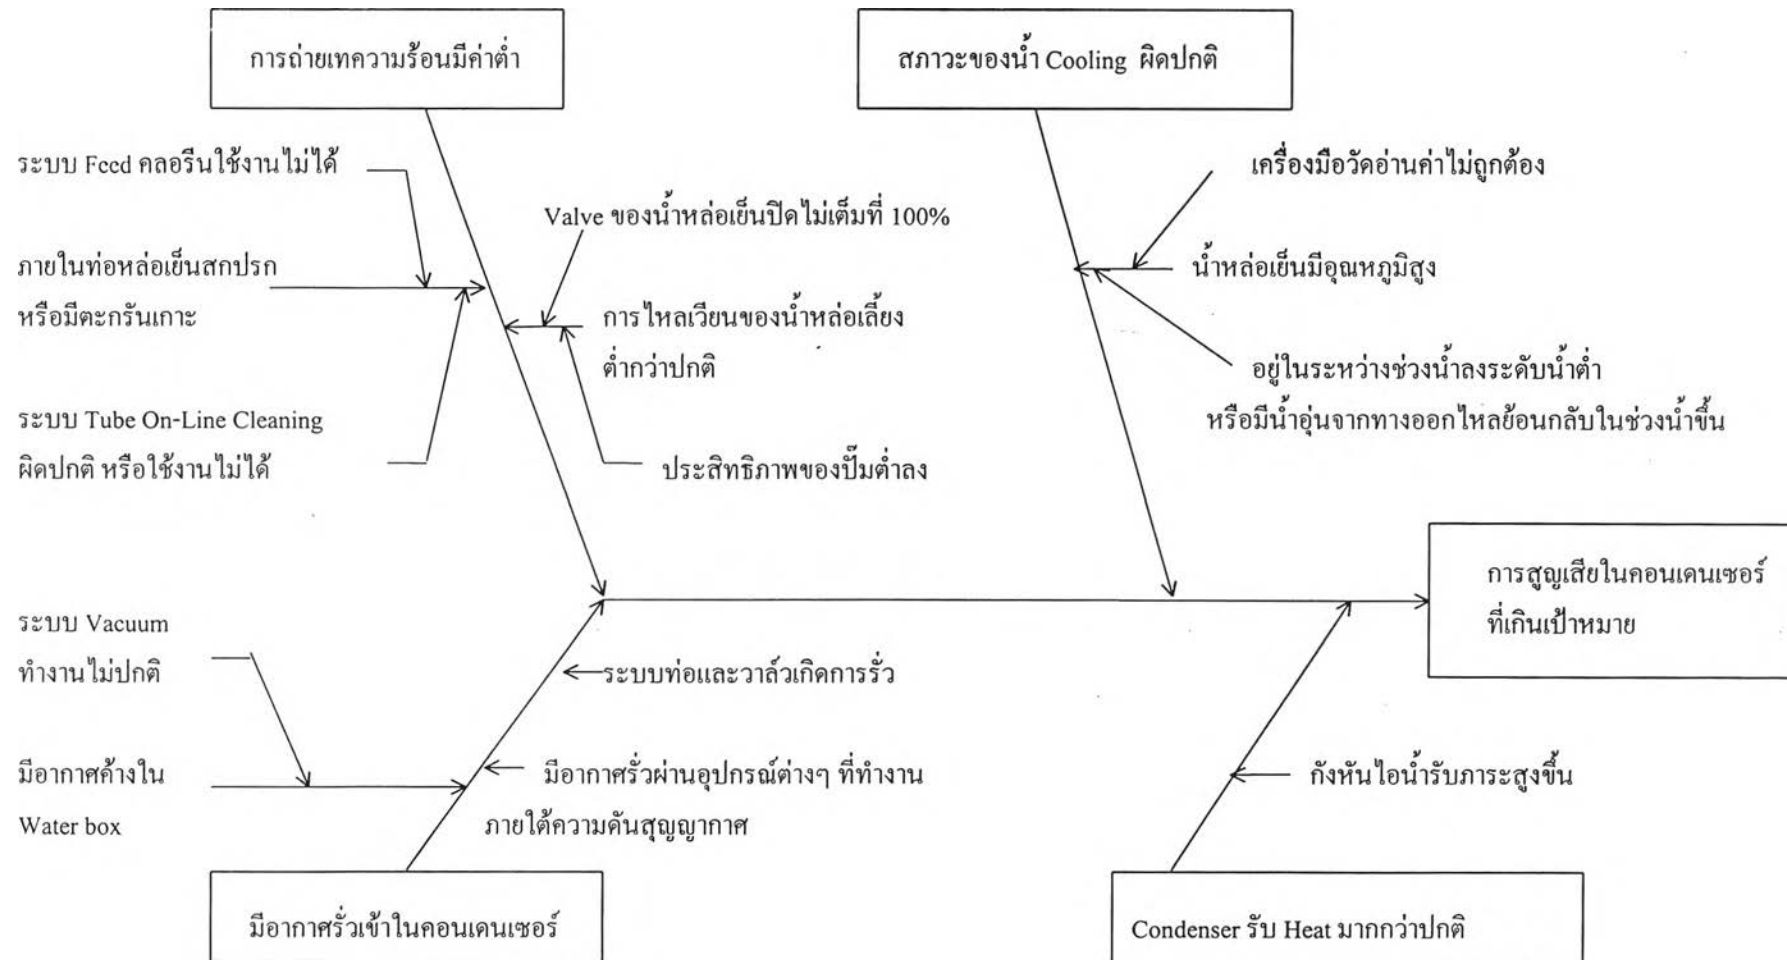 การถ่ายเทความร้อนมีค่าต่ำ
สภาวะของน้ำ Cooling ผิดปกติ
ระบบ Feed คลอรีนใช้งานไม่ได้
เครื่องมือวัดอ่านค่าไม่ถูกต้อง
Valve ของน้ำหล่อเย็นปิดไม่เต็มที่ 100%
ภายในท่อหล่อเย็นสกปรก
หรือมีตะกรันเกาะ
น้ำหล่อเย็นมีอุณหภูมิสูง
การไหลเวียนของน้ำหล่อเลี้ยง
ต่ำกว่าปกติ
อยู่ในระหว่างช่วงน้ำลงระดับน้ำต่ำ
หรือมีน้ำอุ่นจากทางออกไหลย้อนกลับในช่วงน้ำขึ้น
ระบบ Tube On-Line Cleaning
ผิดปกติ หรือใช้งานไม่ได้
ประสิทธิภาพของปั๊มต่ำลง
การสูญเสียในคอนเดนเซอร์
ที่เกินเป้าหมาย
ระบบ Vacuum
ทำงานไม่ปกติ
ระบบท่อและวาล์วเกิดการรั่ว
มีอากาศค้างใน
Water box
มีอากาศรั่วผ่านอุปกรณ์ต่างๆ ที่ทำงาน
ภายใต้ความดันสุญญากาศ
กังหันไอน้ำรับภาระสูงขึ้น
มีอากาศรั่วเข้าในคอนเดนเซอร์
Condenser รับ Heat มากกว่าปกติ